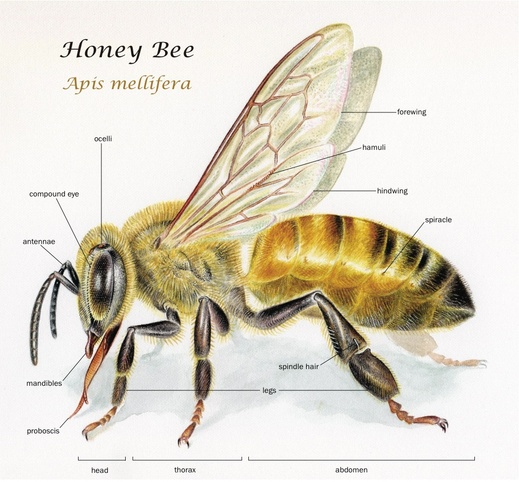 Honey Bee
Apis mellifera
ocelli
forewing
hamuli
compound eye
hindwing
spiracle
antennae
spindle hair
mandibles
legs
proboscis
head
thorax
abdomen